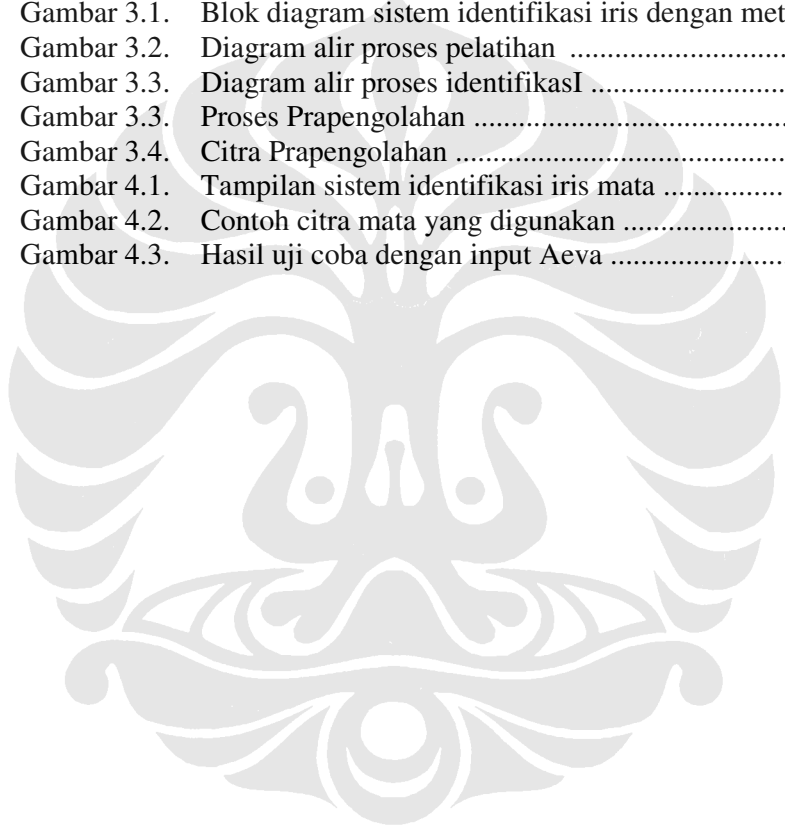 Gambar 3.1. Blok diagram sistem identifikasi iris dengan met
Gambar 3.2. Diagram alir proses pelatihan ............................
Gambar 3.3. Diagram alir proses identifikasI .........................
Gambar 3.3. Proses Prapengolahan ........................................
Gambar 3.4. Citra Prapengolahan ...........................................
Gambar 4.1. Tampilan sistem identifikasi iris mata ................
Gambar 4.2. Contoh citra mata yang digunakan .....................
Gambar 4.3. Hasil uji coba dengan input Aeva .......................